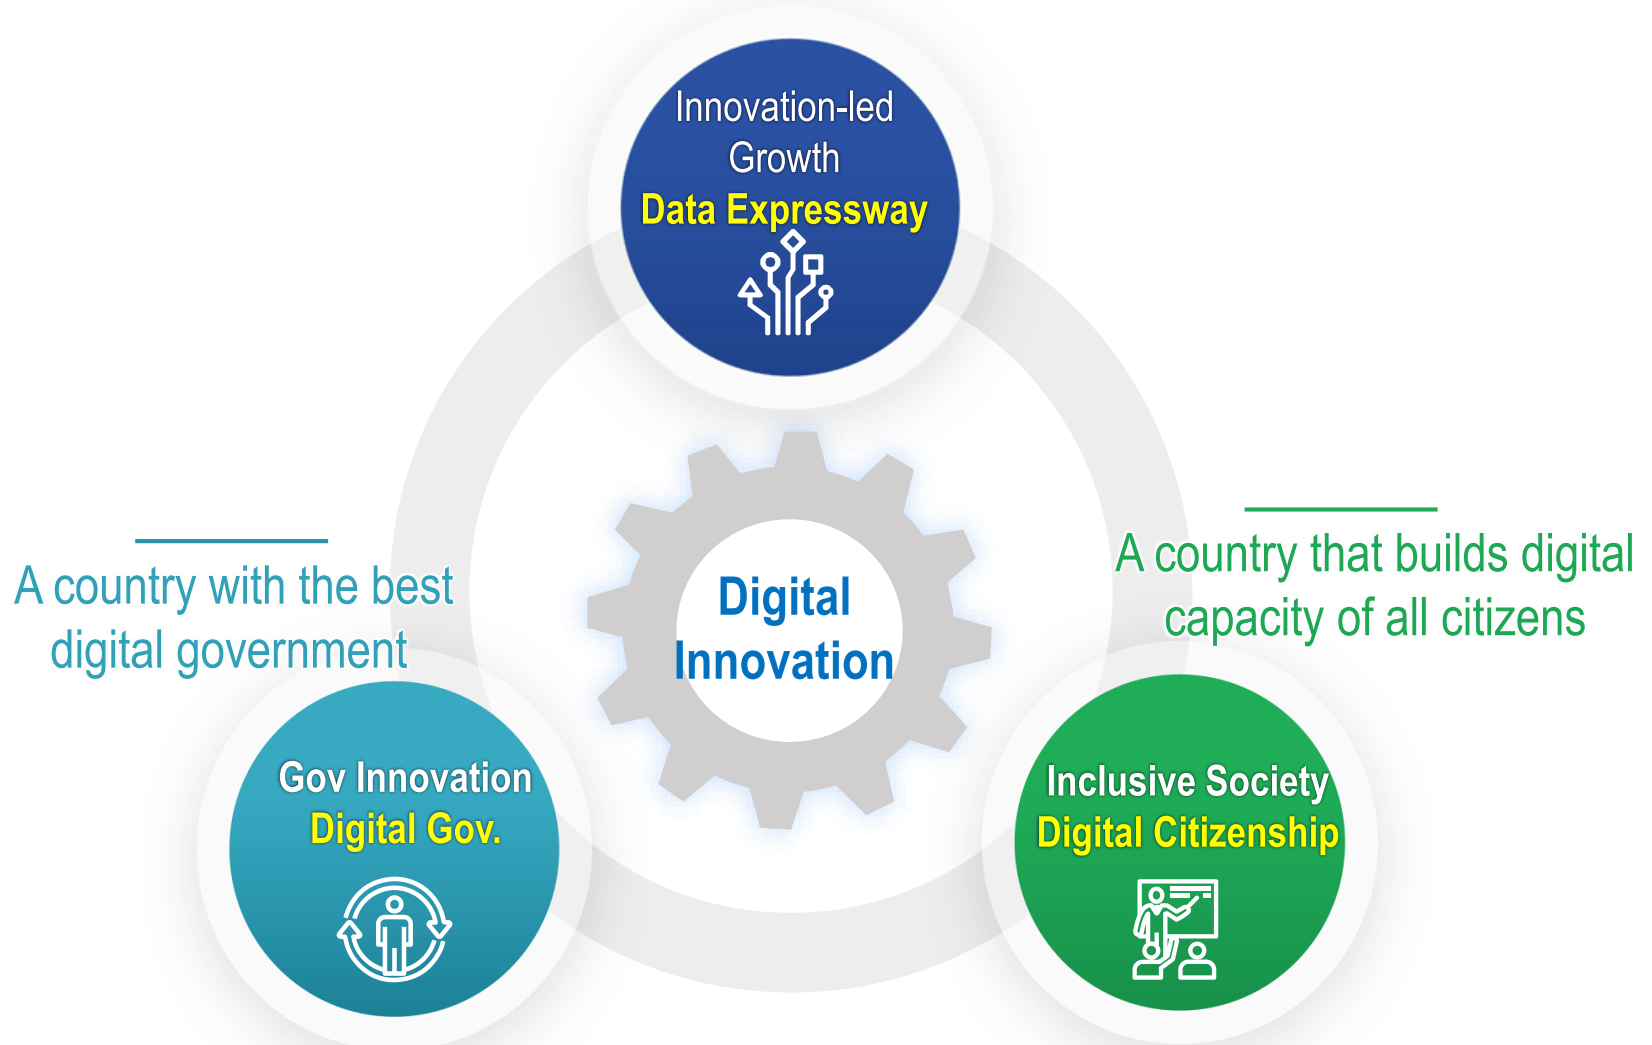 Innovation-led
Growth
Data Expressway
A country with the best
digital government
Digital
Innovation
A country that builds digital
capacity of all citizens
Gov Innovation
Digital Gov.
Inclusive Society
Digital Citizenship